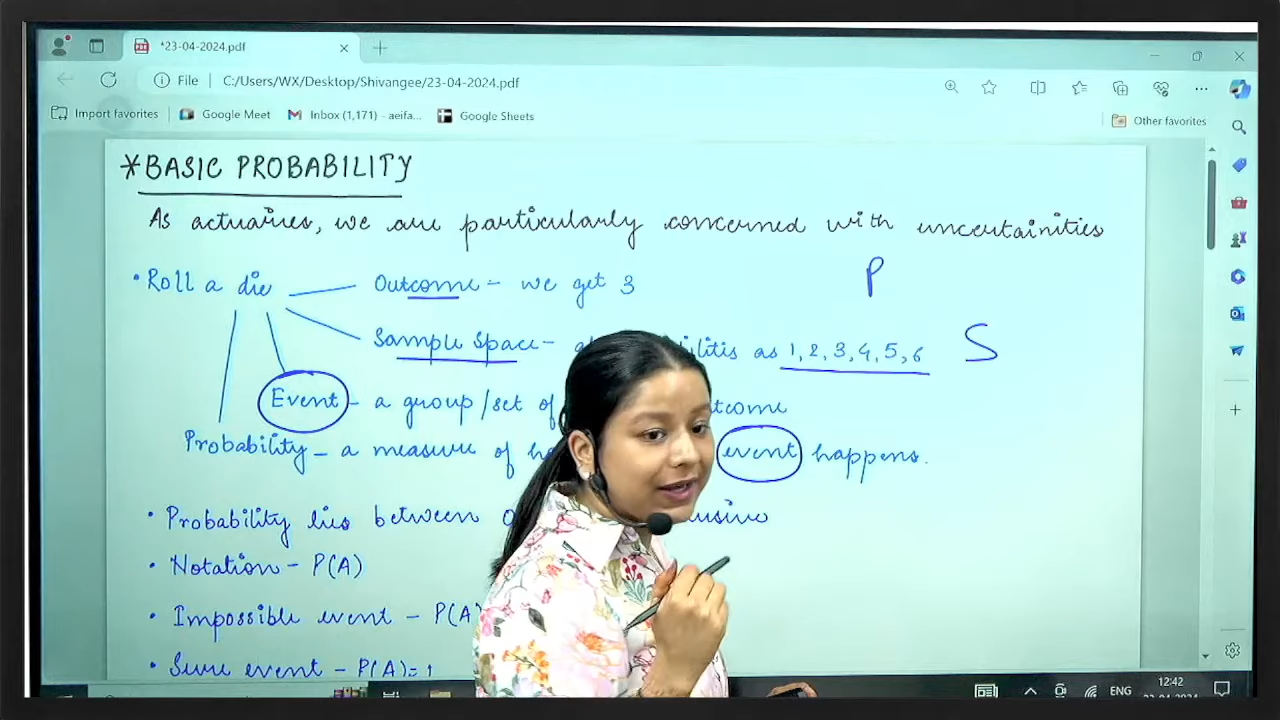 *23-04-2024.pdf
File | C:/Users/WX/Desktop/Shivangee/23-04-2024.pdf
Import favorites Google Meet Inbox (1,171) - aeifa... Google Sheets Other favorites
*BASIC PROBABILITY
As actuaries, we are particularly concerned with uncertainities
P
• Roll a die Outcome - we get 3
Sample Space - as 1, 2, 3, 4, 5, 6 S
Event - a group/set of
Probability - a measure of event happens.
• Probability lies between
• Notation - P(A)
• Impossible event - P(A)
• Sure event - P(A)=1
ENG 12:42
23-04-2024